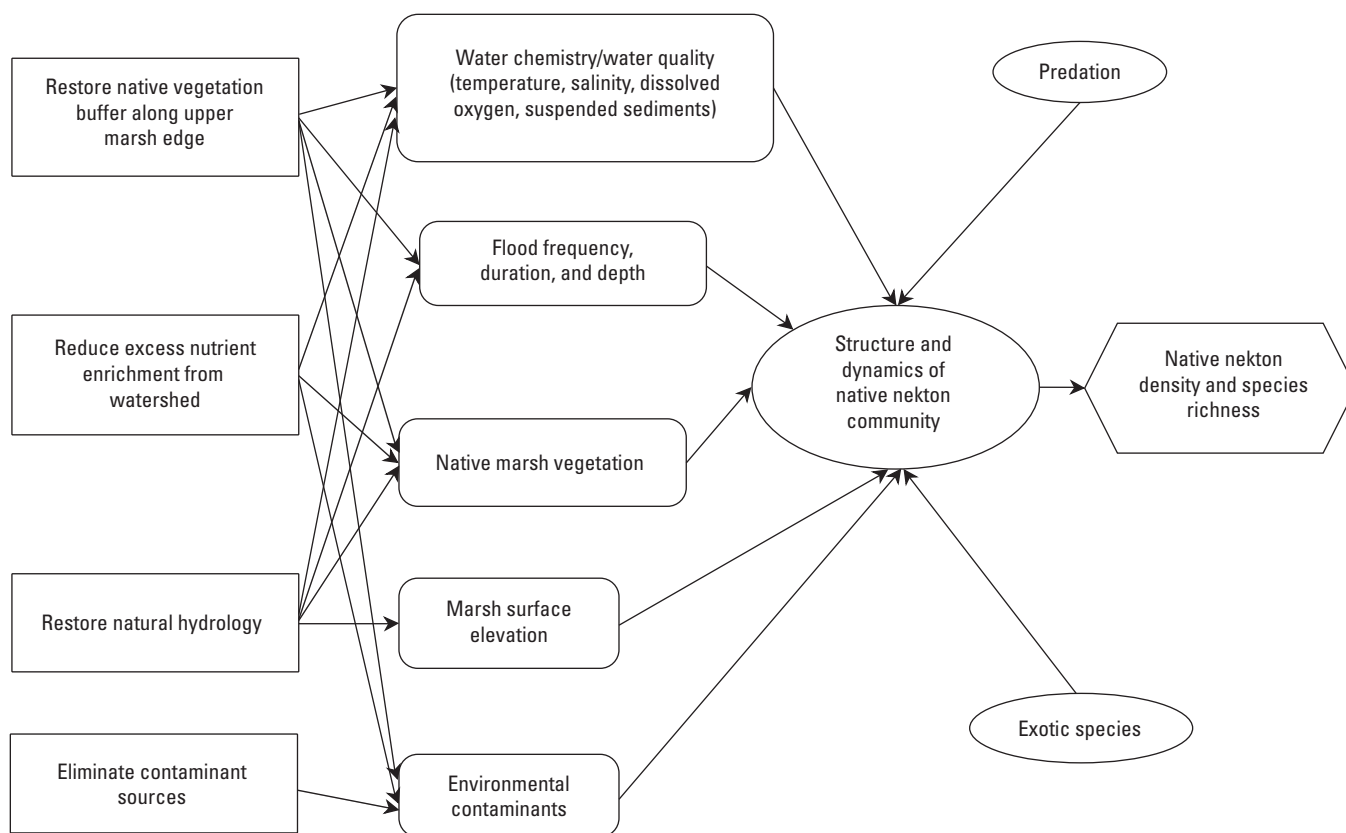 Restore native vegetation
buffer along upper
marsh edge
Reduce excess nutrient
enrichment from
watershed
Restore natural hydrology
Eliminate contaminant
sources
Water chemistry/water quality
(temperature, salinity, dissolved
oxygen, suspended sediments)
Flood frequency,
duration, and depth
Native marsh vegetation
Marsh surface
elevation
Environmental
contaminants
Predation
Structure and
dynamics of
native nekton
community
Exotic species
Native nekton
density and species
richness